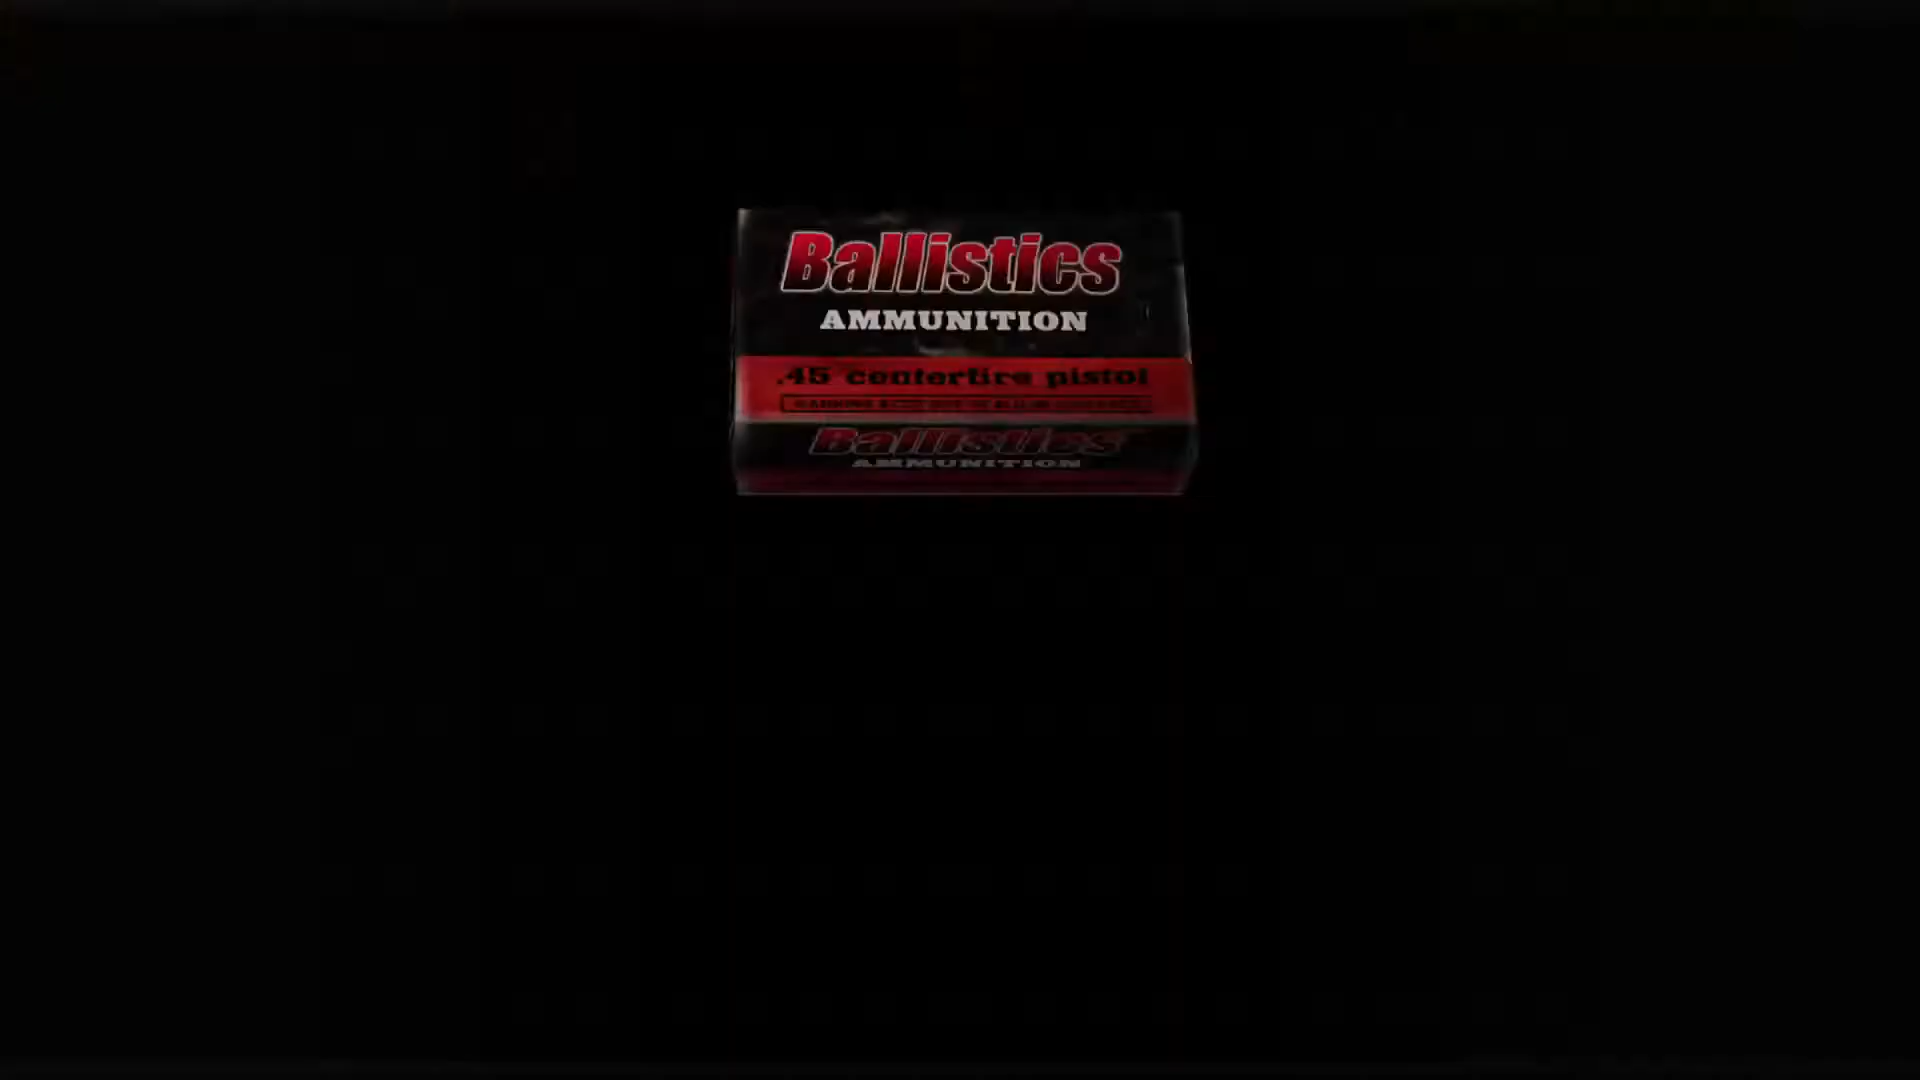 Ballistics
AMMUNITION
.45 centerfire pistol
Ballistics
AMMUNITION